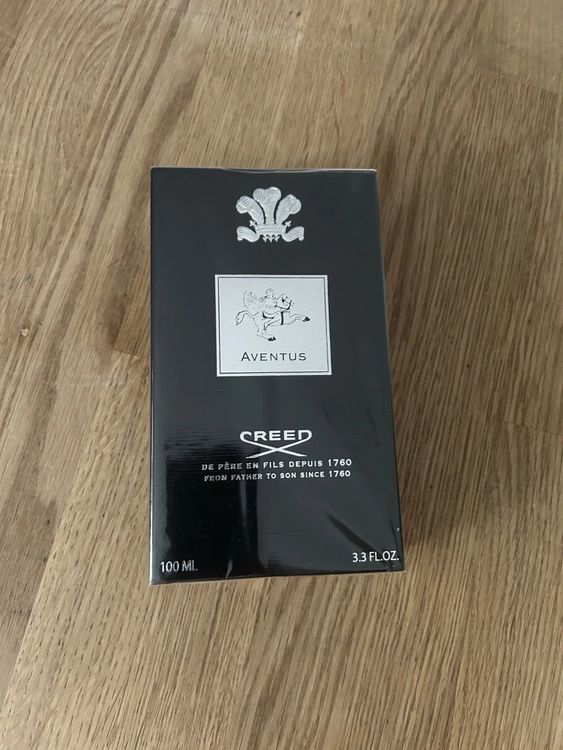 AVENTUS
CREED
DE PÈRE EN FILS DEPUIS 1760
FROM FATHER TO SON SINCE 1760
100 ML
3.3 FL.OZ.